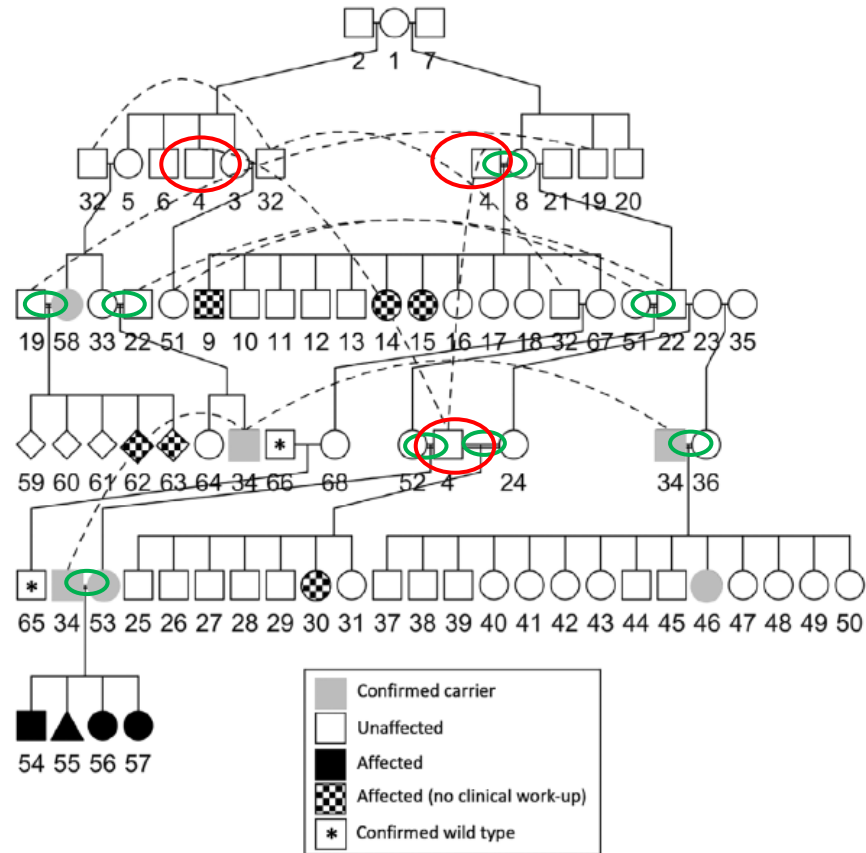 2 1 7
32 5 6 4 3 32 4 8 21 19 20
19 58 33 22 51 9 10 11 12 13 14 15 16 17 18 32 67 51 22 23 35
59 60 61 62 63 64 34 66 68 52 4 24 34 36
*
65 34 53 25 26 27 28 29 30 31 37 38 39 40 41 42 43 44 45 46 47 48 49 50
*
54 55 56 57
Confirmed carrier
Unaffected
Affected
Affected (no clinical work-up)
* Confirmed wild type